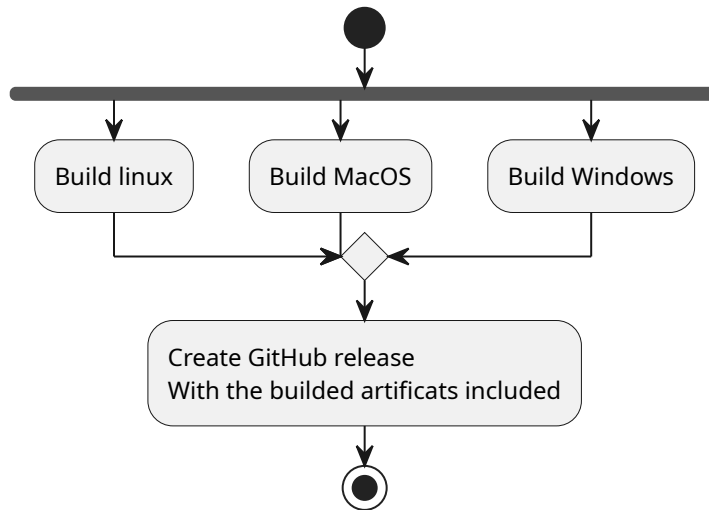 Build linux
Build MacOS
Build Windows
Create GitHub release
With the builded artificats included